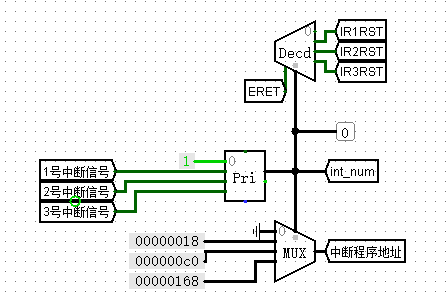 0
IR1RST
Decd
IR2RST
IR3RST
ERET
0
1
0
1号中断信号
Pri
int_num
2号中断信号
3号中断信号
0
00000018
MUX
中断程序地址
000000c0
00000168